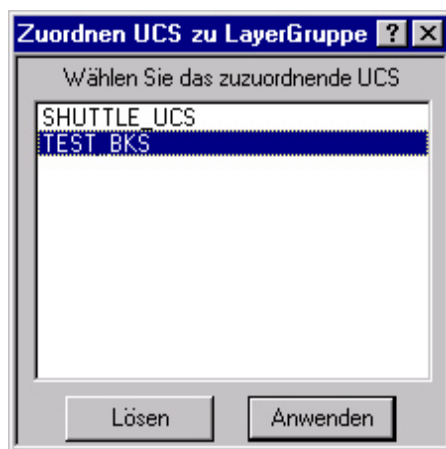 Zuordnen UCS zu LayerGruppe ? ×
Wählen Sie das zuzuordnende UCS
SHUTTLE_UCS
TEST_BKS
Lösen Anwenden